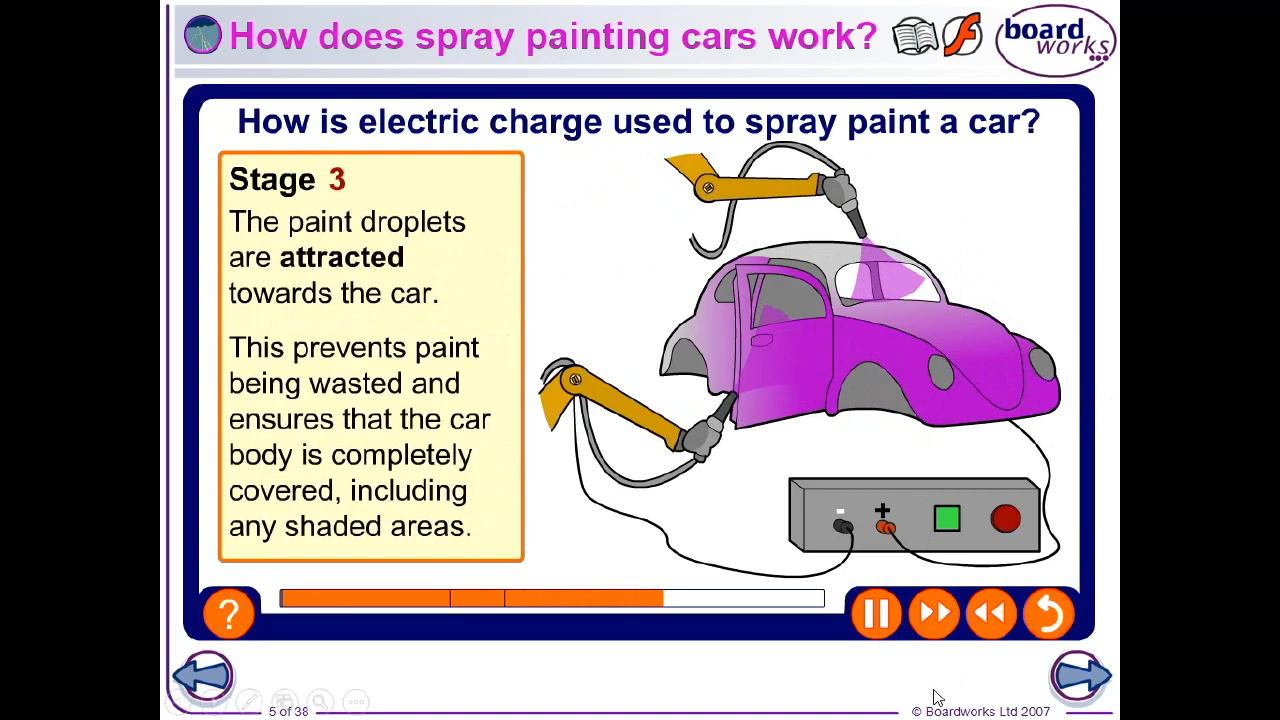 How does spray painting cars work?
board
works
How is electric charge used to spray paint a car?
Stage 3
The paint droplets
are attracted
towards the car.
This prevents paint
being wasted and
ensures that the car
body is completely
covered, including
any shaded areas.
- +
?
5 of 38
© Boardworks Ltd 2007